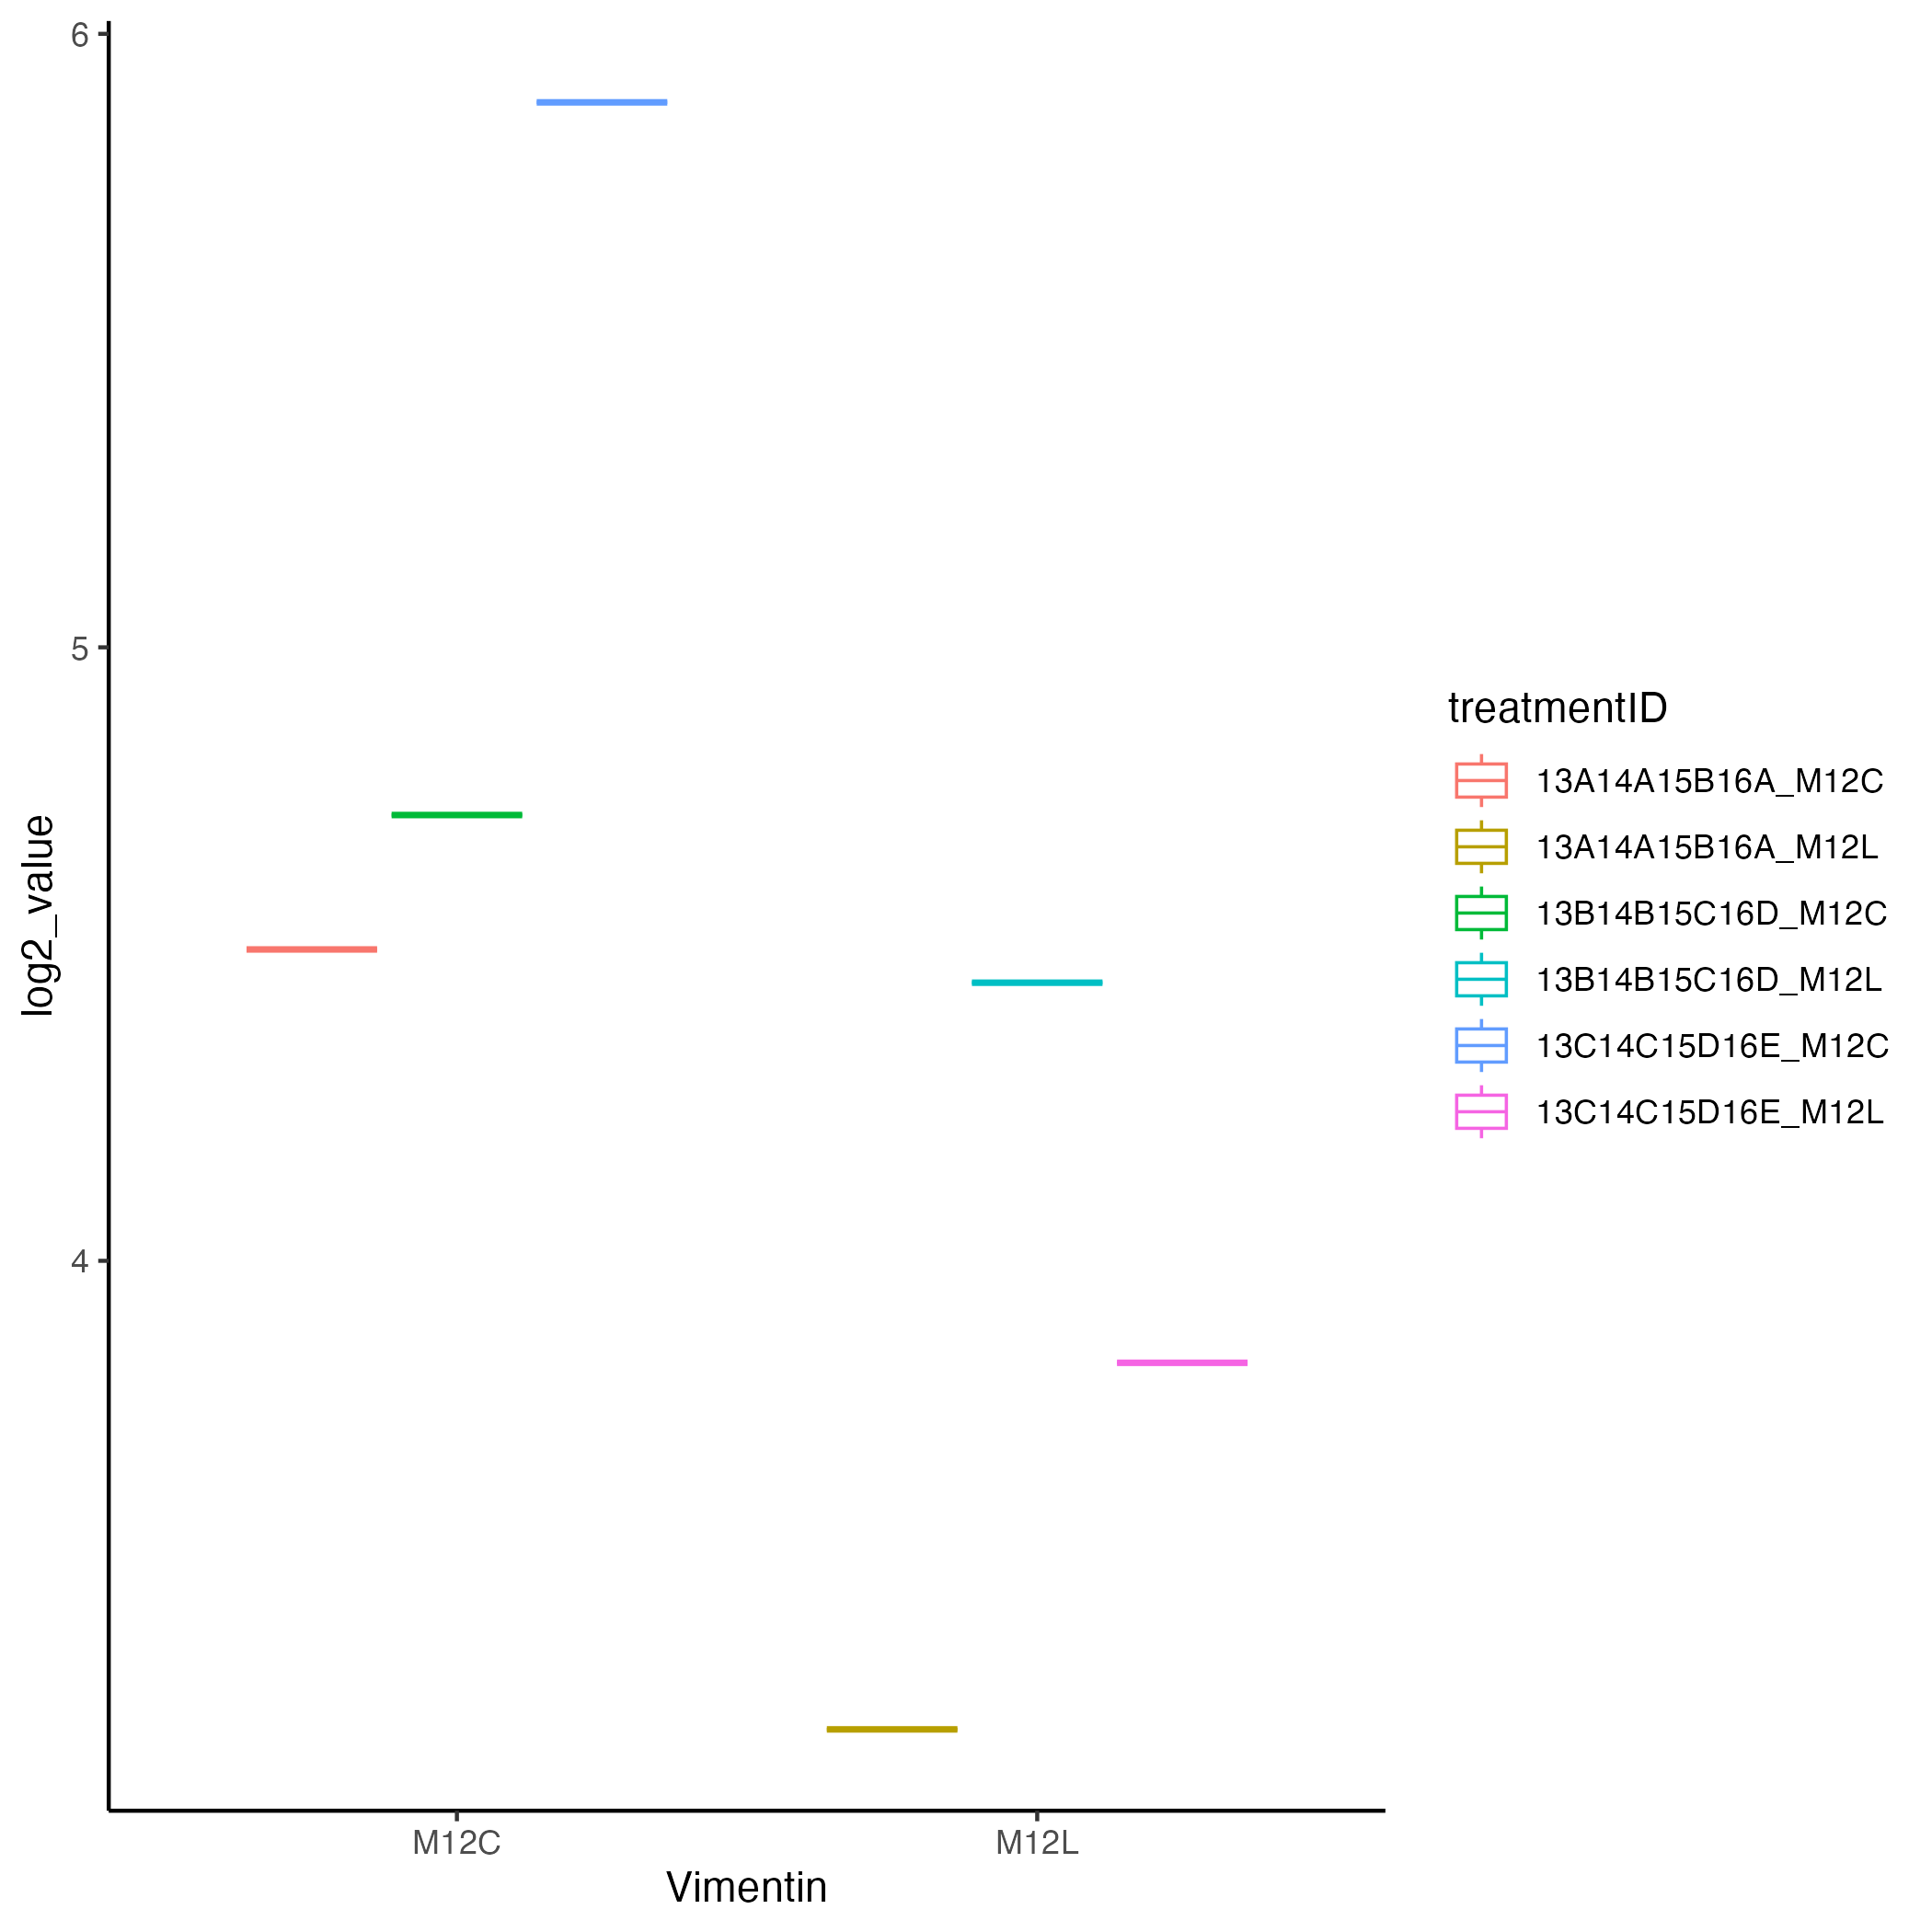 6
5
4
log2_value
M12C
M12L
Vimentin
treatmentID
13A14A15B16A_M12C
13A14A15B16A_M12L
13B14B15C16D_M12C
13B14B15C16D_M12L
13C14C15D16E_M12C
13C14C15D16E_M12L